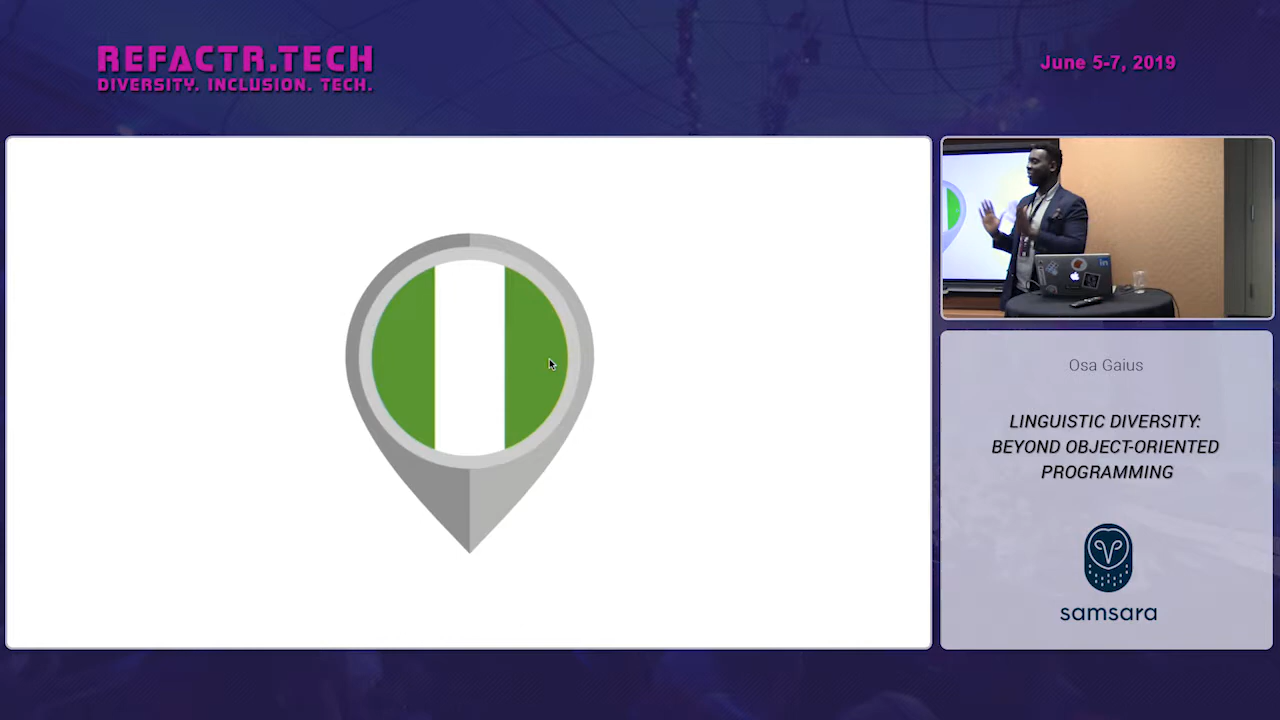 REFACTR.TECH
DIVERSITY. INCLUSION. TECH.
June 5-7, 2019
Osa Gaius
LINGUISTIC DIVERSITY:
BEYOND OBJECT-ORIENTED
PROGRAMMING
samsara